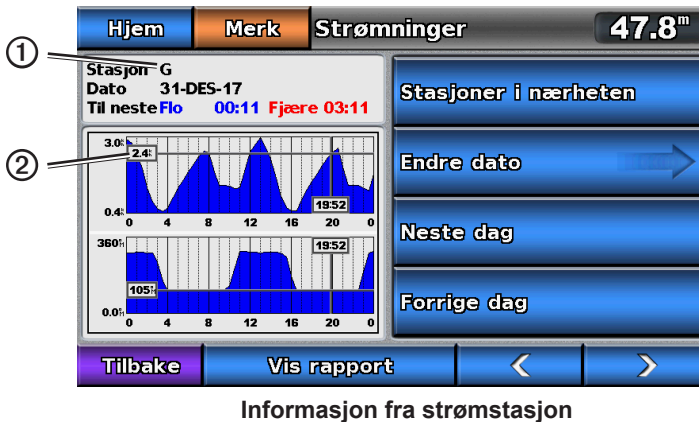 Hjem Merk Strømninger 47.8m
①
Stasjon G
Dato 31-DES-17
Til neste Flo 00:11 Fjære 03:11
②
3.0k
2.4k
0.4k
19:52
0 4 8 12 16 20 0
360°t
19:52
105°t
0.0°t
0 4 8 12 16 20 0
Stasjoner i nærheten
Endre dato
Neste dag
Forrige dag
Tilbake Vis rapport
Informasjon fra strømstasjon